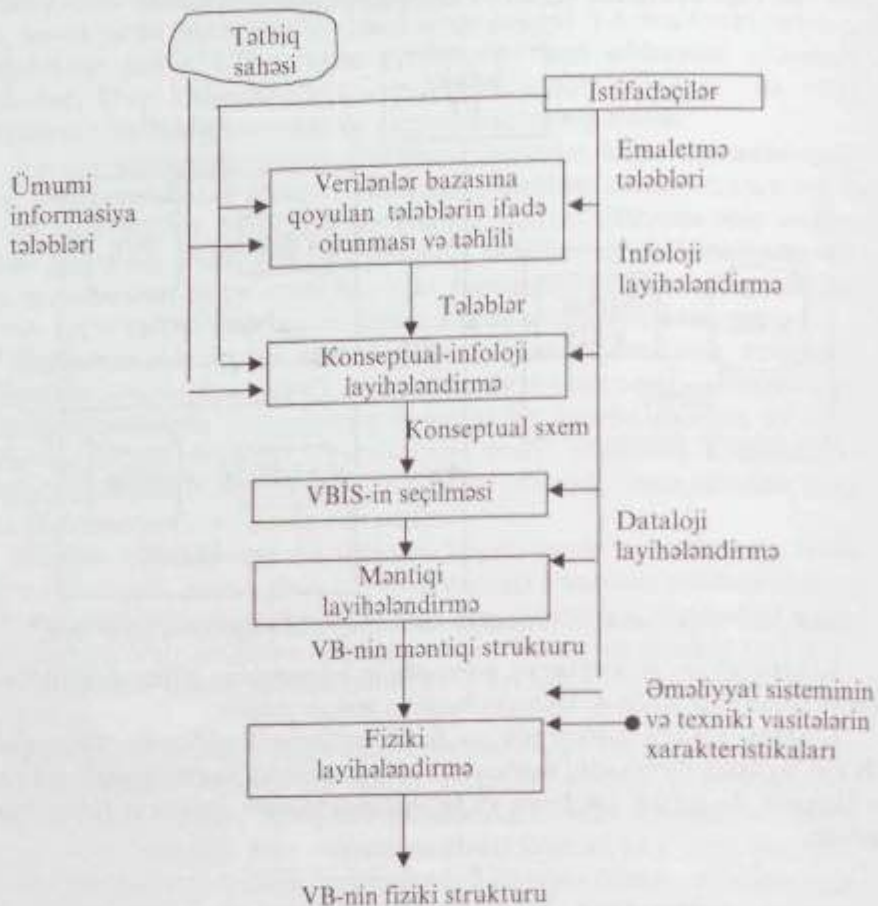 Tətbiq
sahəsi
İstifadəçilər
Ümumi
informasiya
tələbləri
Verilənlər bazasına
qoyulan tələblərin ifadə
olunması və təhlili
Emaletmə
tələbləri
İnfoloji
layihələndirmə
Tələblər
Konseptual-infoloji
layihələndirmə
Konseptual sxem
VBİS-in seçilməsi
Dataloji
layihələndirmə
Məntiqi
layihələndirmə
VB-nin məntiqi strukturu
Əməliyyat sisteminin
və texniki vasitələrin
xarakteristikaları
Fiziki
layihələndirmə
VB-nin fiziki strukturu